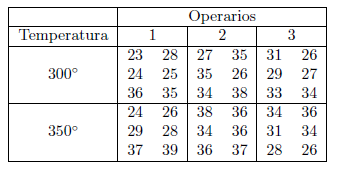 Operarios
Temperatura 1 2 3
23 28 27 35 31 26
300° 24 25 35 26 29 27
36 35 34 38 33 34
24 26 38 36 34 36
350° 29 28 34 36 31 34
37 39 36 37 28 26